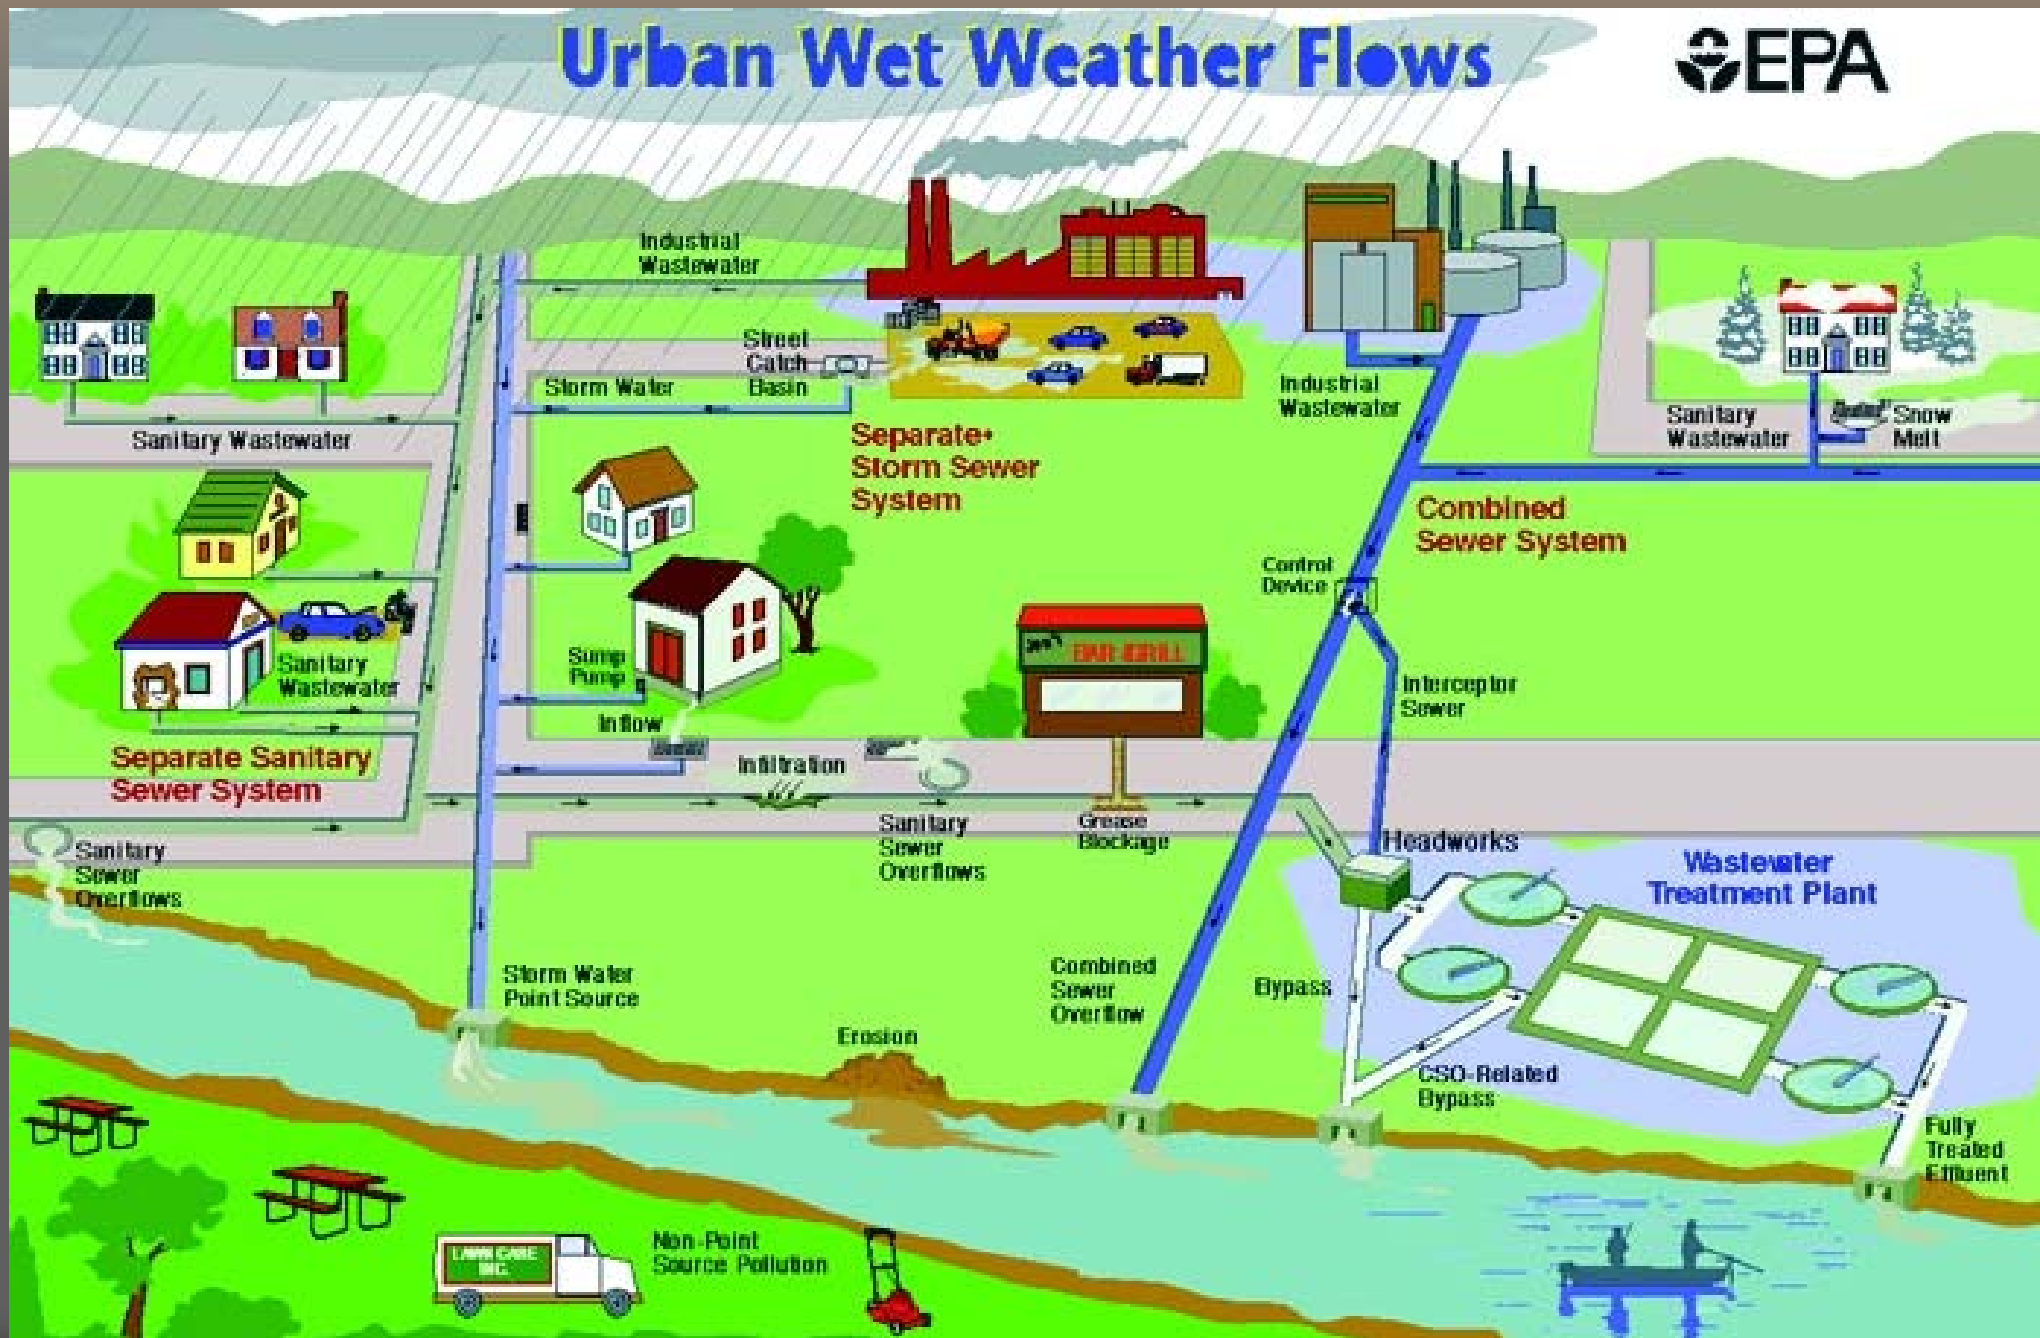 Urban Wet Weather Flows
EPA
Industrial
Wastewater
Street
Catch
Basin
Storm Water
Sanitary Wastewater
Separate•
Storm Sewer
System
Industrial
Wastewater
Sanitary
Wastewater
Snow
Melt
Combined
Sewer System
Control
Device
Sanitary
Wastewater
Sump
Pump
Inflow
BAR & GRILL
Interceptor
Sewer
Separate Sanitary
Sewer System
Infiltration
Sanitary
Sewer
Overflows
Sanitary
Sewer
Overflows
Grease
Blockage
Headworks
Wastewater
Treatment Plant
Storm Water
Point Source
Erosion
Combined
Sewer
Overflow
Bypass
CSO-Related
Bypass
Fully
Treated
Effluent
LAWN CARE
INC.
Non-Point
Source Pollution